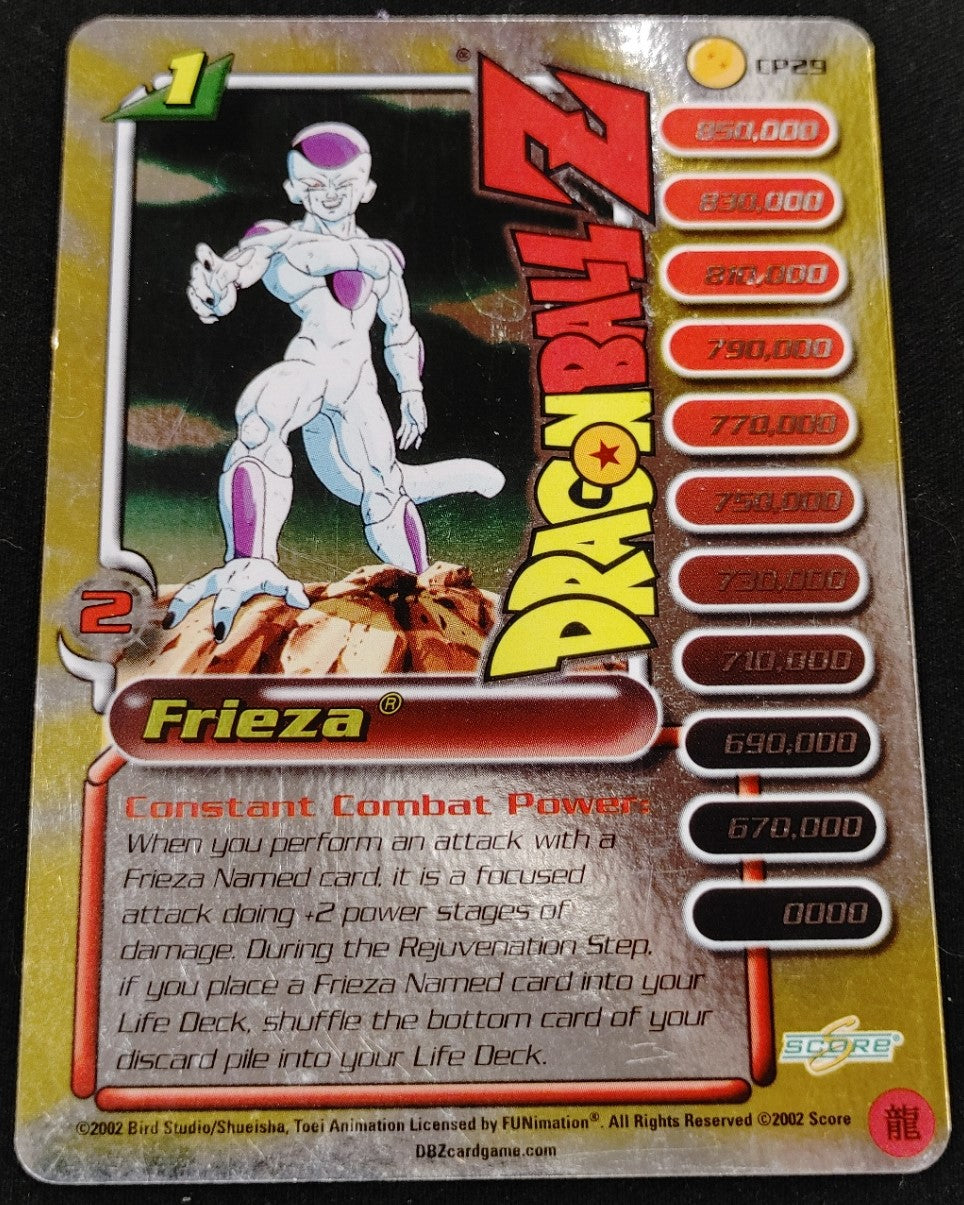 1
®
DRAGON BALL Z
CP29
850,000
830,000
810,000
790,000
770,000
750,000
730,000
710,000
690,000
670,000
0000
2
Frieza®
Constant Combat Power:
When you perform an attack with a
Frieza Named card, it is a focused
attack doing +2 power stages of
damage. During the Rejuvenation Step,
if you place a Frieza Named card into your
Life Deck, shuffle the bottom card of your
discard pile into your Life Deck.
SCORE®
龍
©2002 Bird Studio/Shueisha, Toei Animation Licensed by FUNimation®. All Rights Reserved ©2002 Score
DBZcardgame.com